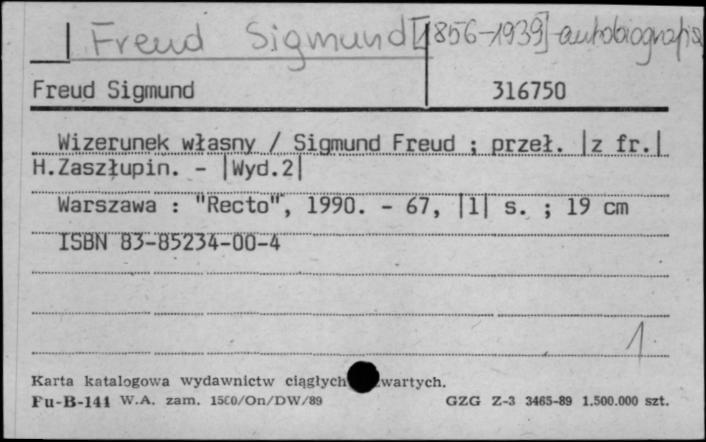 Freud Sigmund [1856-1939] - autobiografia
Freud Sigmund 316750
Wizerunek własny / Sigmund Freud ; przeł. |z fr.|
H.Zaszłupin. - |Wyd.2|
Warszawa : "Recto", 1990. - 67, |1| s. ; 19 cm
ISBN 83-85234-00-4
1
Karta katalogowa wydawnictw ciągłych wartych.
Fu-B-141 W.A. zam. 1500/On/DW/89 GZG Z-3 3465-89 1.500.000 szt.